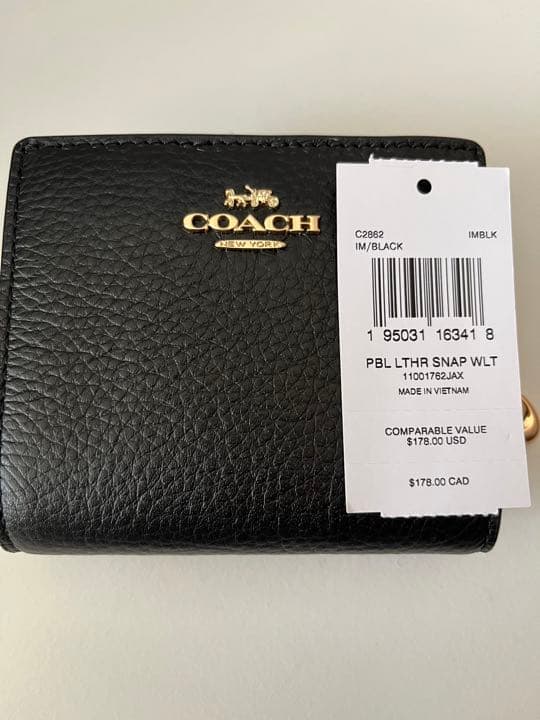 COACH
NEW YORK
C2862 IMBLK
IM/BLACK
1 95031 16341 8
PBL LTHR SNAP WLT
11001762JAX
MADE IN VIETNAM
COMPARABLE VALUE
$178.00 USD
$178.00 CAD